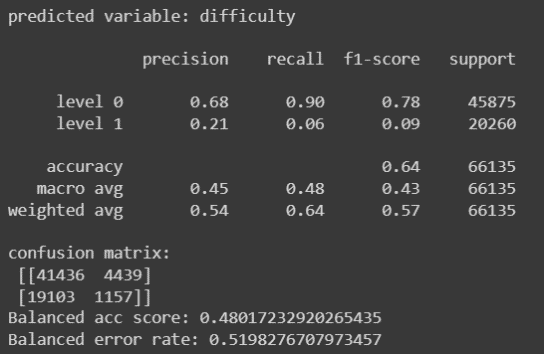 predicted variable: difficulty
precision recall f1-score support
level 0 0.68 0.90 0.78 45875
level 1 0.21 0.06 0.09 20260
accuracy 0.64 66135
macro avg 0.45 0.48 0.43 66135
weighted avg 0.54 0.64 0.57 66135
confusion matrix:
[[41436 4439]
[19103 1157]]
Balanced acc score: 0.48017232920265435
Balanced error rate: 0.5198276707973457